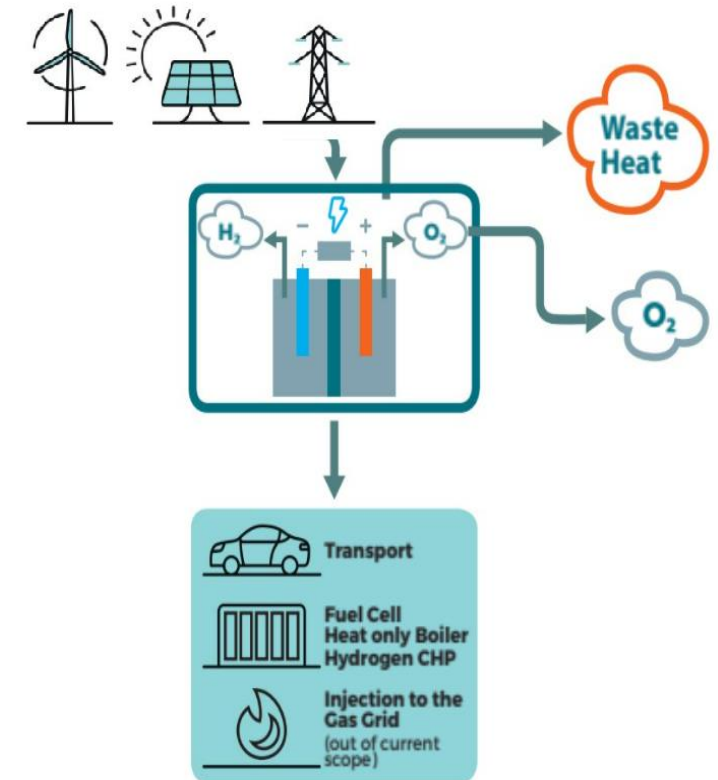 Waste
Heat
H₂
−
+
O₂
O₂
Transport
Fuel Cell
Heat only Boiler
Hydrogen CHP
Injection to the
Gas Grid
(out of current
scope)